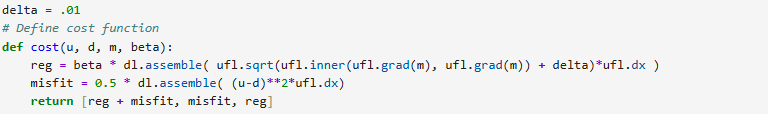 delta = .01
# Define cost function
def cost(u, d, m, beta):
    reg = beta * dl.assemble( ufl.sqrt(ufl.inner(ufl.grad(m), ufl.grad(m)) + delta)*ufl.dx )
    misfit = 0.5 * dl.assemble( (u-d)**2*ufl.dx)
    return [reg + misfit, misfit, reg]